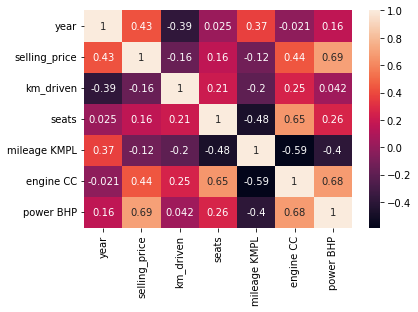 year 1 0.43 -0.39 0.025 0.37 -0.021 0.16
selling_price 0.43 1 -0.16 0.16 -0.12 0.44 0.69
km_driven -0.39 -0.16 1 0.21 -0.2 0.25 0.042
seats 0.025 0.16 0.21 1 -0.48 0.65 0.26
mileage KMPL 0.37 -0.12 -0.2 -0.48 1 -0.59 -0.4
engine CC -0.021 0.44 0.25 0.65 -0.59 1 0.68
power BHP 0.16 0.69 0.042 0.26 -0.4 0.68 1
year
selling_price
km_driven
seats
mileage KMPL
engine CC
power BHP
1.0
0.8
0.6
0.4
0.2
0.0
−0.2
−0.4